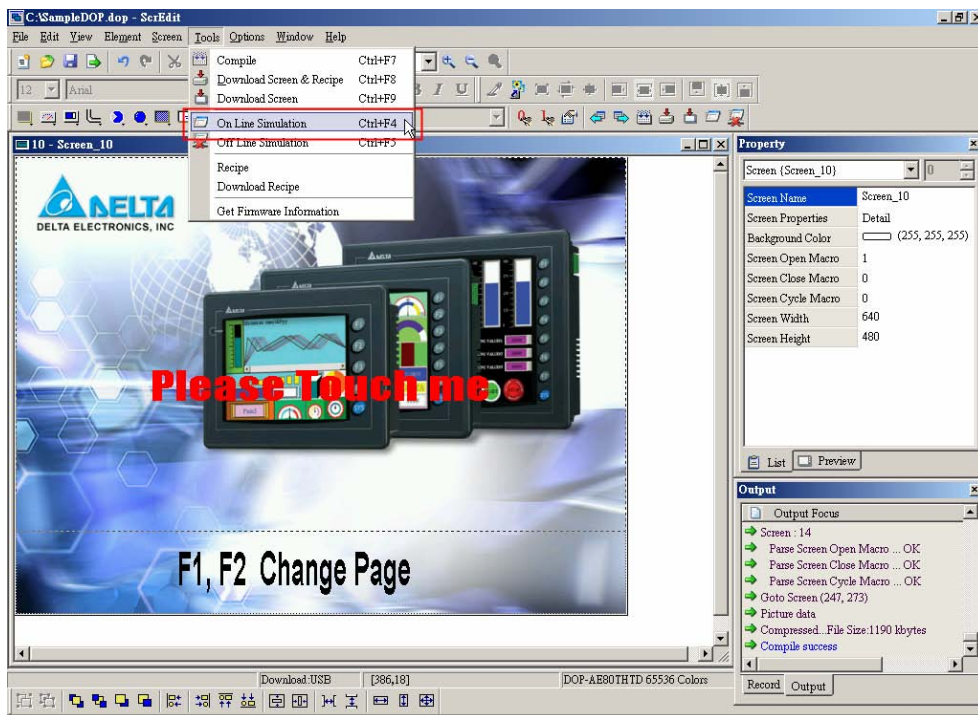 C:\SampleDOP.dop - ScrEdit
File Edit View Element Screen Tools Options Window Help
Compile Ctrl+F7
Download Screen & Recipe Ctrl+F8
Download Screen Ctrl+F9
On Line Simulation Ctrl+F4
Off Line Simulation Ctrl+F5
Recipe
Download Recipe
Get Firmware Information
12 Arial
B I U
10 - Screen_10
DELTA
DELTA ELECTRONICS, INC
Please Touch me
F1, F2 Change Page
Property
Screen {Screen_10} 0
Screen Name Screen_10
Screen Properties Detail
Background Color (255, 255, 255)
Screen Open Macro 1
Screen Close Macro 0
Screen Cycle Macro 0
Screen Width 640
Screen Height 480
List Preview
Output
Output Focus
Screen : 14
Parse Screen Open Macro ... OK
Parse Screen Close Macro ... OK
Parse Screen Cycle Macro ... OK
Goto Screen (247, 273)
Picture data
Compressed...File Size:1190 kbytes
Compile success
Record Output
Download:USB [386,18] DOP-AE80THTD 65536 Colors